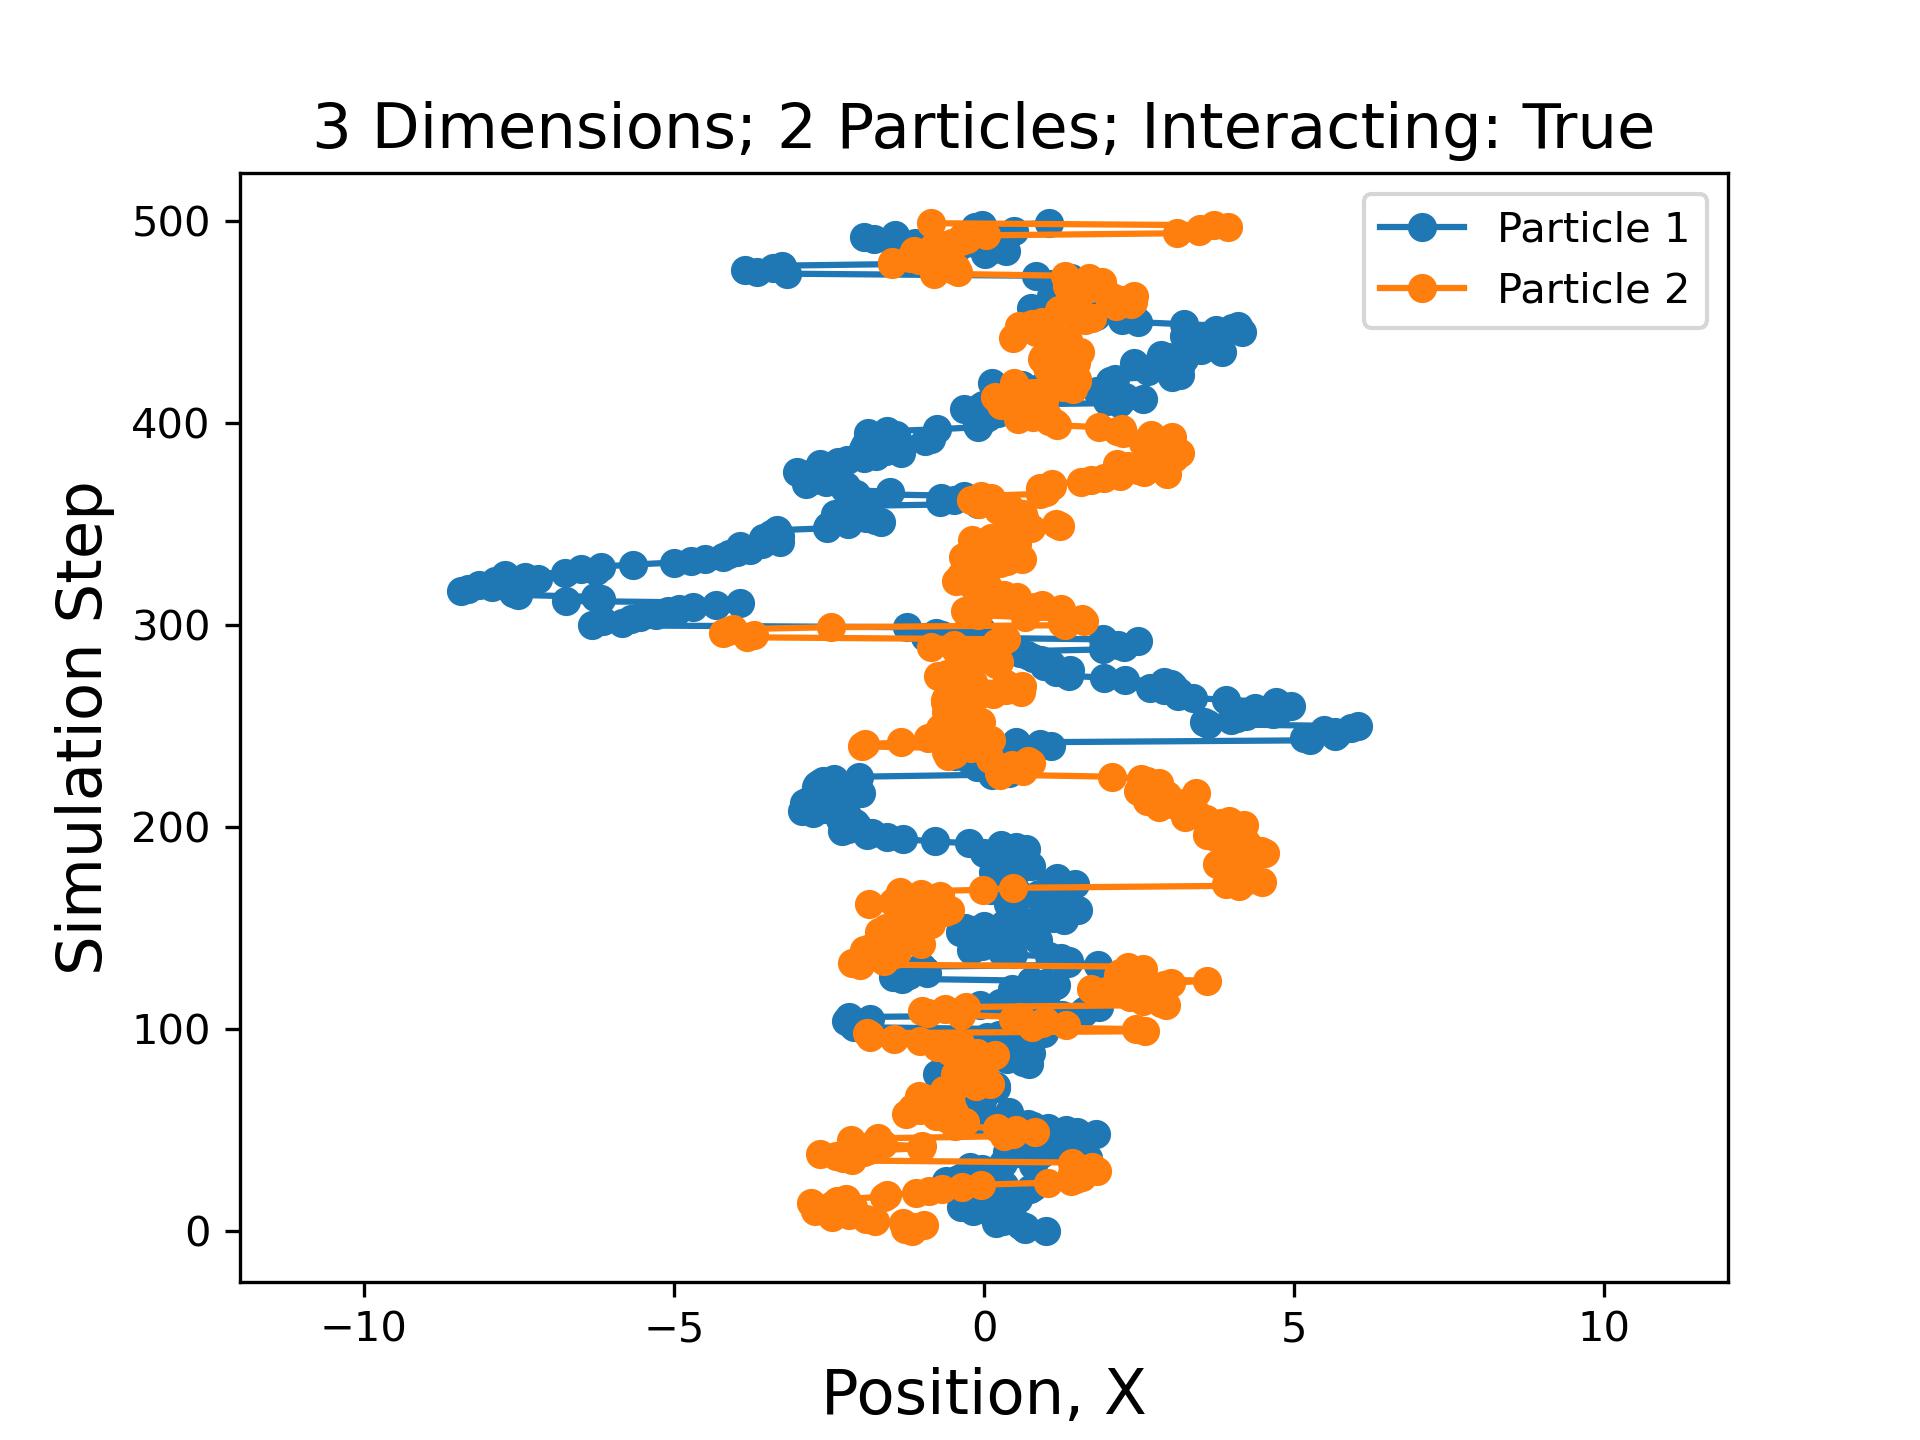 3 Dimensions; 2 Particles; Interacting: True
Particle 1
Particle 2
Simulation Step
500
400
300
200
100
0
−10
−5
0
5
10
Position, X